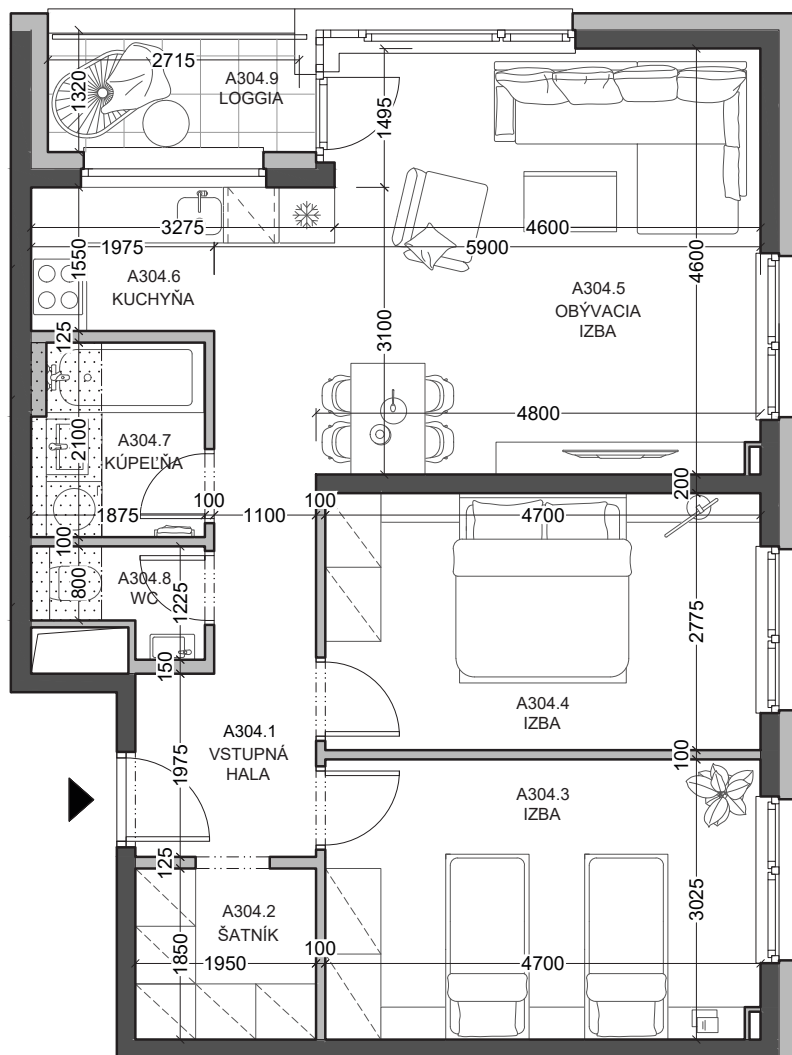 2715
1320
A304.9
LOGGIA
1495
3275
4600
1975
5900
1550
4600
A304.6
KUCHYŇA
A304.5
OBÝVACIA
IZBA
125
3100
4800
2100
A304.7
KÚPEĽŇA
200
1875
100
1100
100
4700
100
A304.8
WC
800
1225
2775
150
A304.4
IZBA
A304.1
VSTUPNÁ
HALA
1975
100
A304.3
IZBA
125
A304.2
ŠATNÍK
1850
3025
100
1950
4700